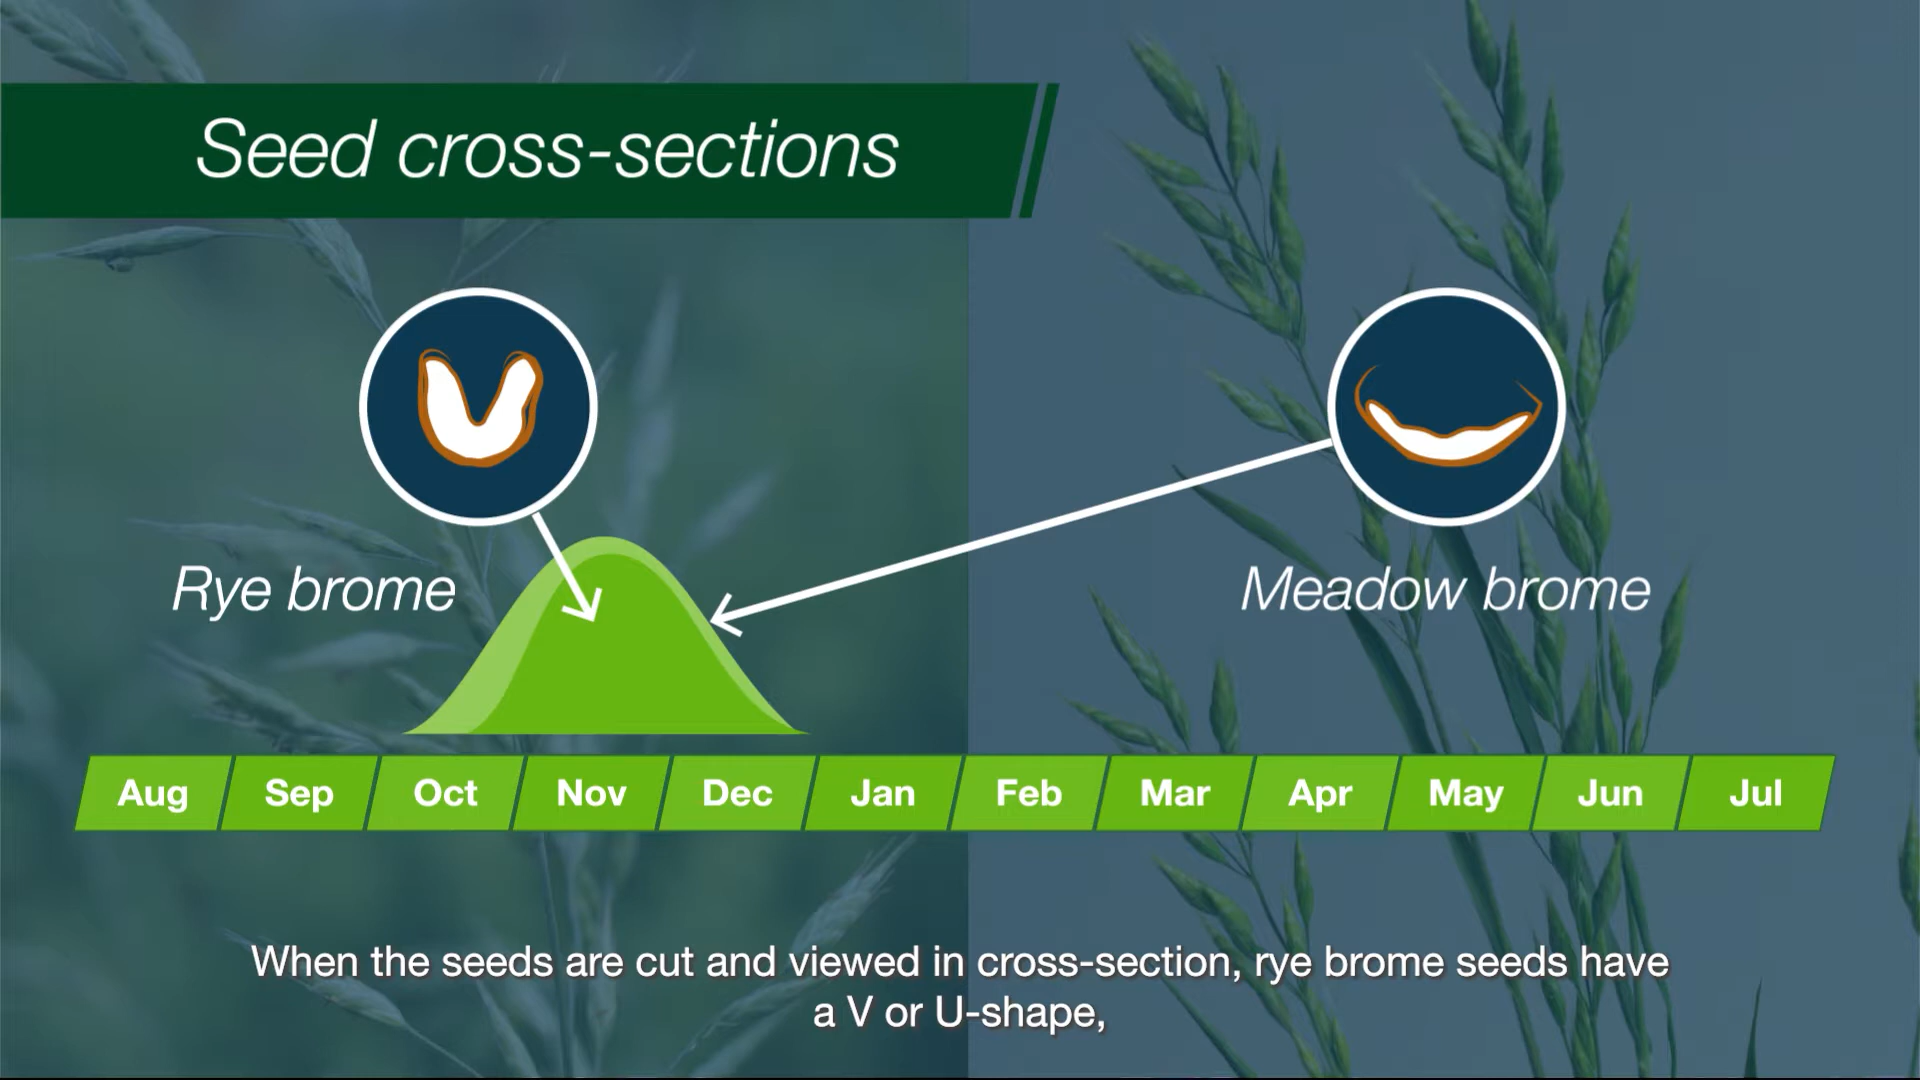 Seed cross-sections
Rye brome
Meadow brome
Aug Sep Oct Nov Dec Jan Feb Mar Apr May Jun Jul
When the seeds are cut and viewed in cross-section, rye brome seeds have
a V or U-shape,